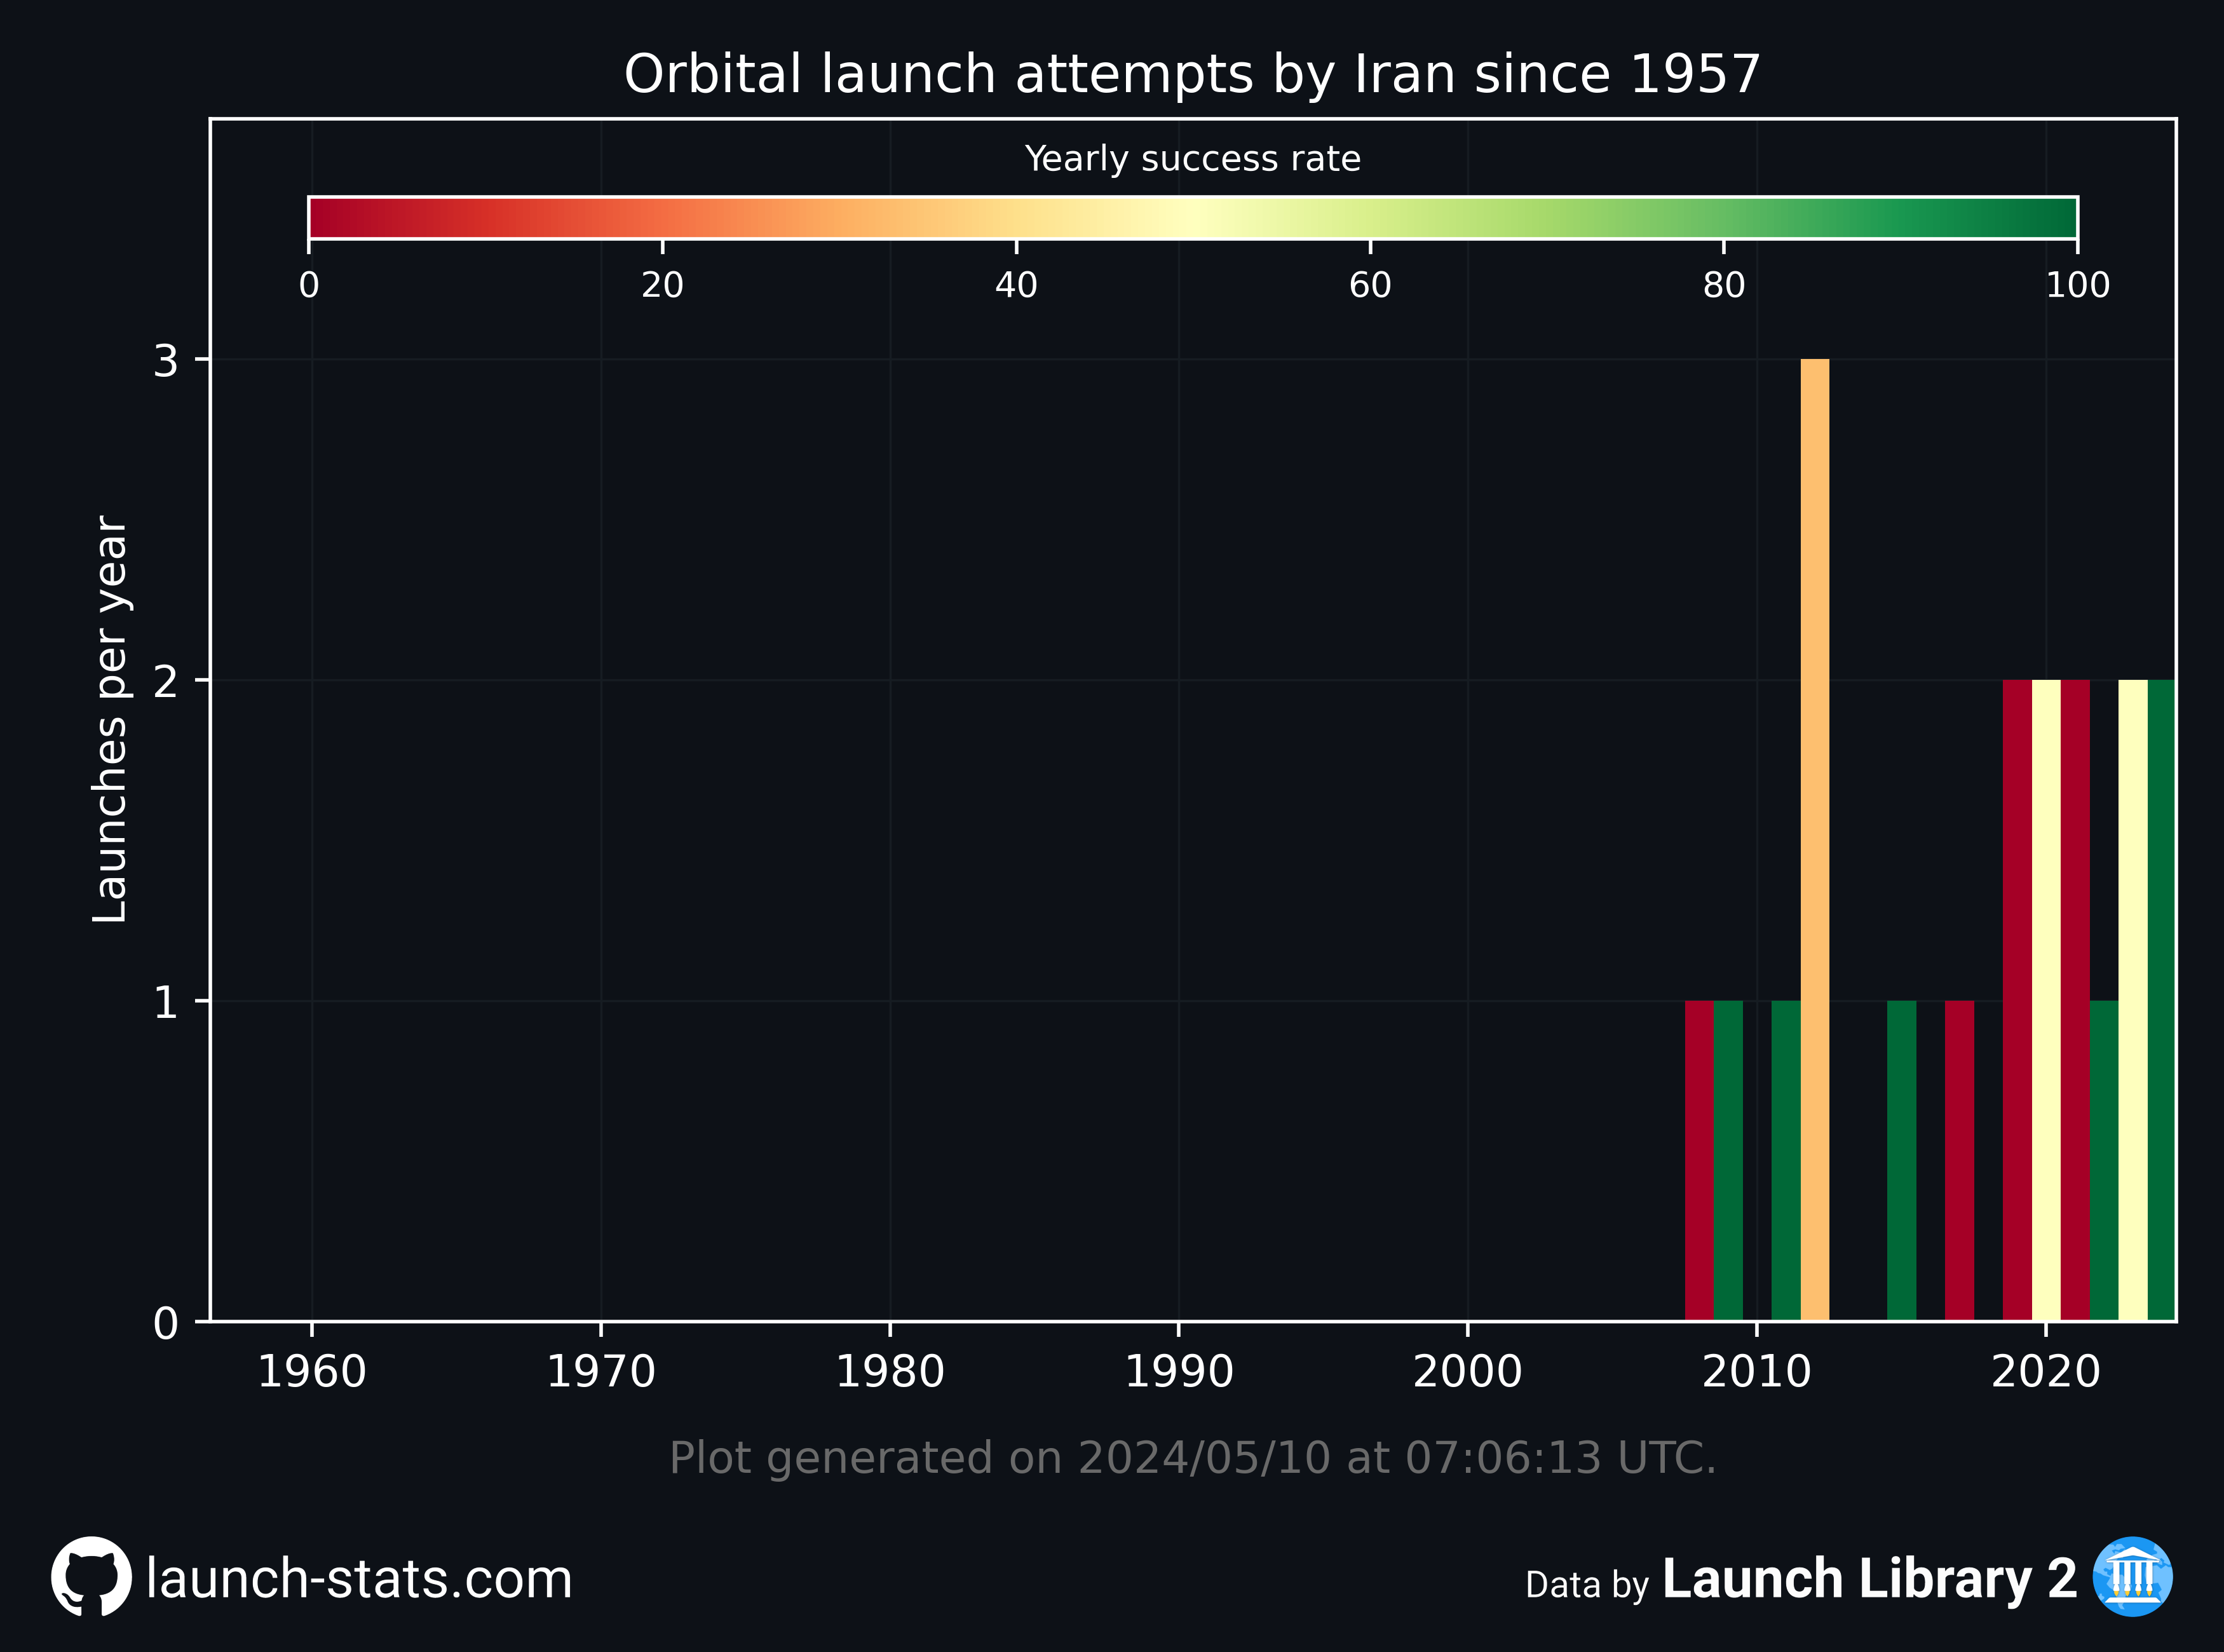 Orbital launch attempts by Iran since 1957
Yearly success rate
0 20 40 60 80 100
3
2
1
0
Launches per year
1960 1970 1980 1990 2000 2010 2020
Plot generated on 2024/05/10 at 07:06:13 UTC.
launch-stats.com
Data by Launch Library 2